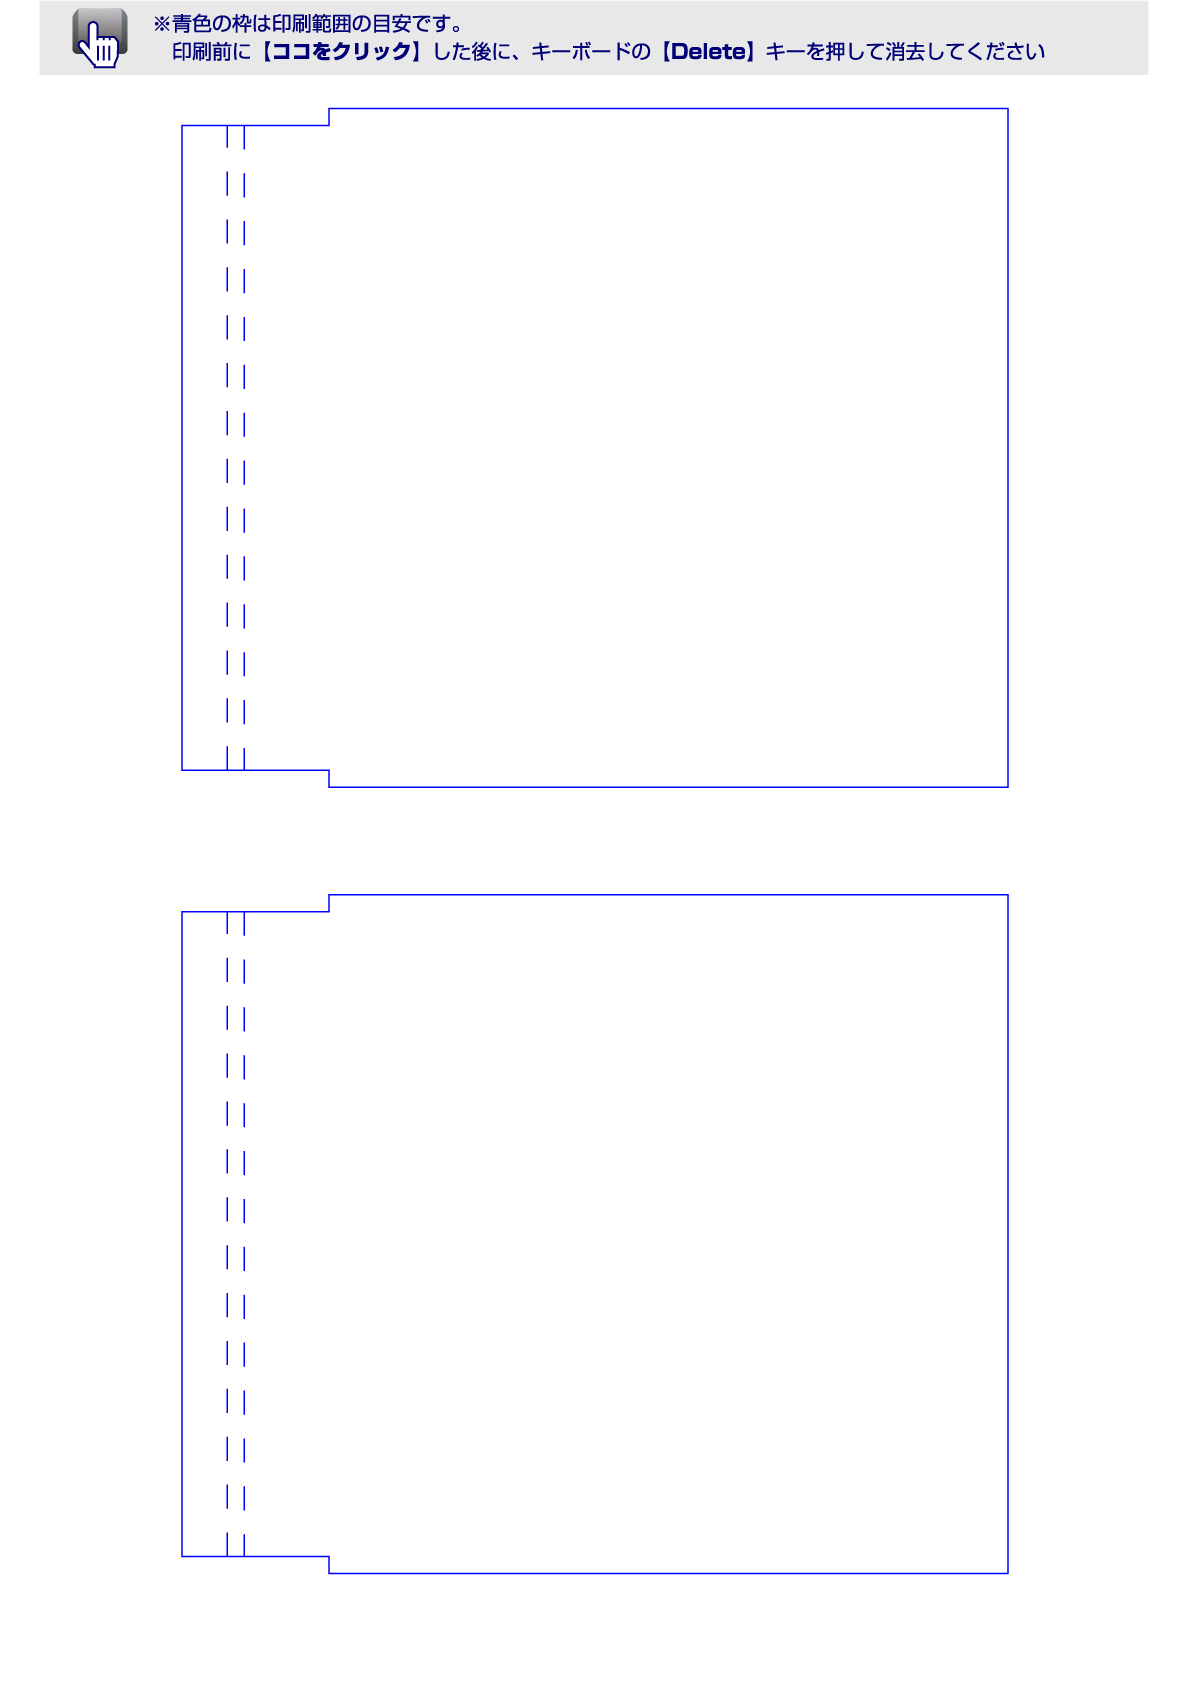 ※青色の枠は印刷範囲の目安です。
印刷前に【ココをクリック】した後に、キーボードの【Delete】キーを押して消去してください